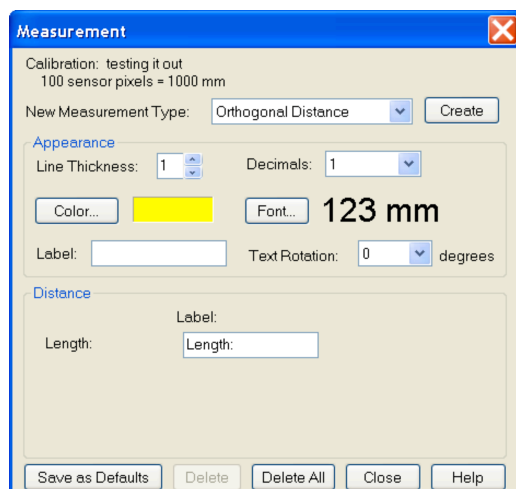 Measurement
Calibration: testing it out
100 sensor pixels = 1000 mm
New Measurement Type: Orthogonal Distance Create
Appearance
Line Thickness: 1 Decimals: 1
Color... Font... 123 mm
Label: Text Rotation: 0 degrees
Distance
Label:
Length: Length:
Save as Defaults Delete Delete All Close Help